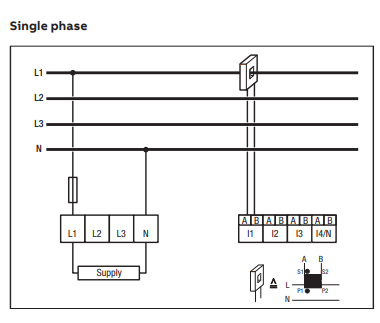 Single phase
L1
L2
L3
N
A B A B A B A B
L1 L2 L3 N I1 I2 I3 I4/N
Supply
A B
S1 S2
L
P1 P2
N